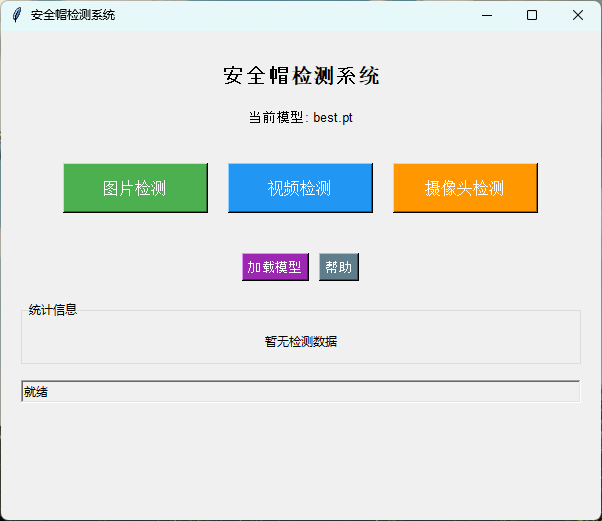 安全帽检测系统
安全帽检测系统
当前模型: best.pt
图片检测 视频检测 摄像头检测
加载模型 帮助
统计信息
暂无检测数据
就绪